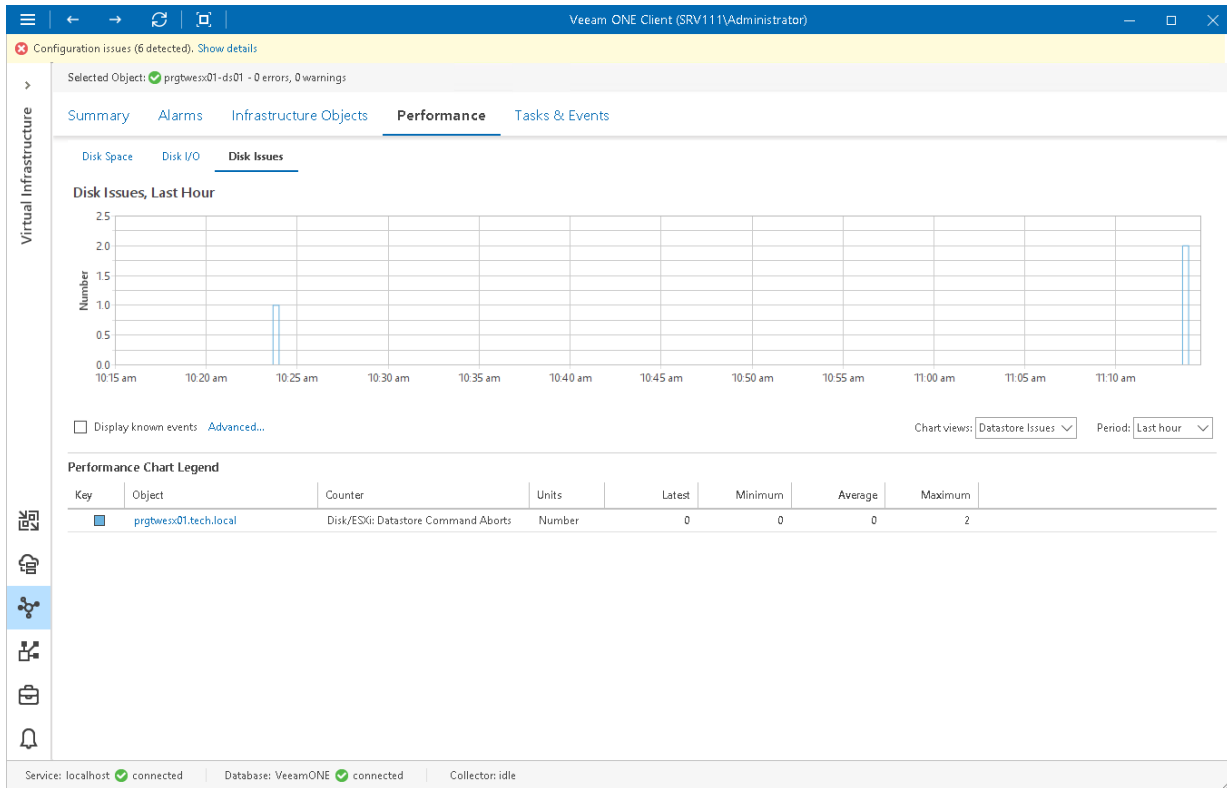 Veeam ONE Client (SRV111\Administrator)
Configuration issues (6 detected). Show details
Selected Object: prgtwesx01-ds01 - 0 errors, 0 warnings
Virtual Infrastructure
Summary Alarms Infrastructure Objects Performance Tasks & Events
Disk Space Disk I/O Disk Issues
Disk Issues, Last Hour
Number
2.5
2.0
1.5
1.0
0.5
0.0
10:15 am 10:20 am 10:25 am 10:30 am 10:35 am 10:40 am 10:45 am 10:50 am 10:55 am 11:00 am 11:05 am 11:10 am
Display known events Advanced... Chart views: Datastore Issues Period: Last hour
Performance Chart Legend
Key Object Counter Units Latest Minimum Average Maximum
prgtwesx01.tech.local Disk/ESXi: Datastore Command Aborts Number 0 0 0 2
Service: localhost connected Database: VeeamONE connected Collector: idle